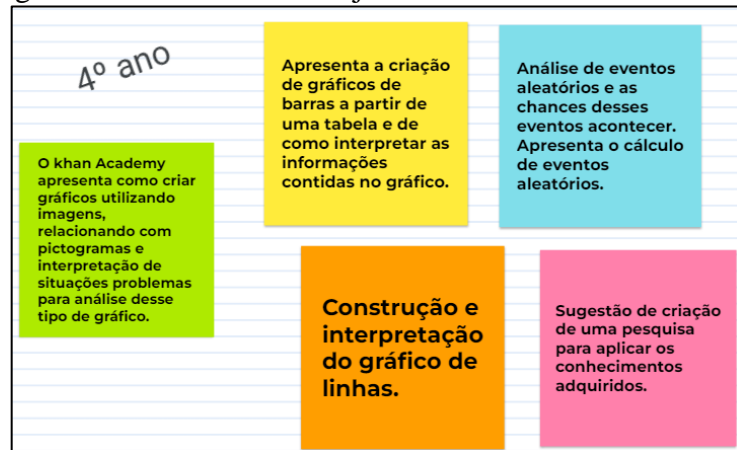 4º ano
O khan Academy
apresenta como criar
gráficos utilizando
imagens,
relacionando com
pictogramas e
interpretação de
situações problemas
para análise desse
tipo de gráfico.
Apresenta a criação
de gráficos de
barras a partir de
uma tabela e de
como interpretar as
informações
contidas no gráfico.
Análise de eventos
aleatórios e as
chances desses
eventos acontecer.
Apresenta o cálculo
de eventos
aleatórios.
Construção e
interpretação
do gráfico de
linhas.
Sugestão de criação
de uma pesquisa
para aplicar os
conhecimentos
adquiridos.